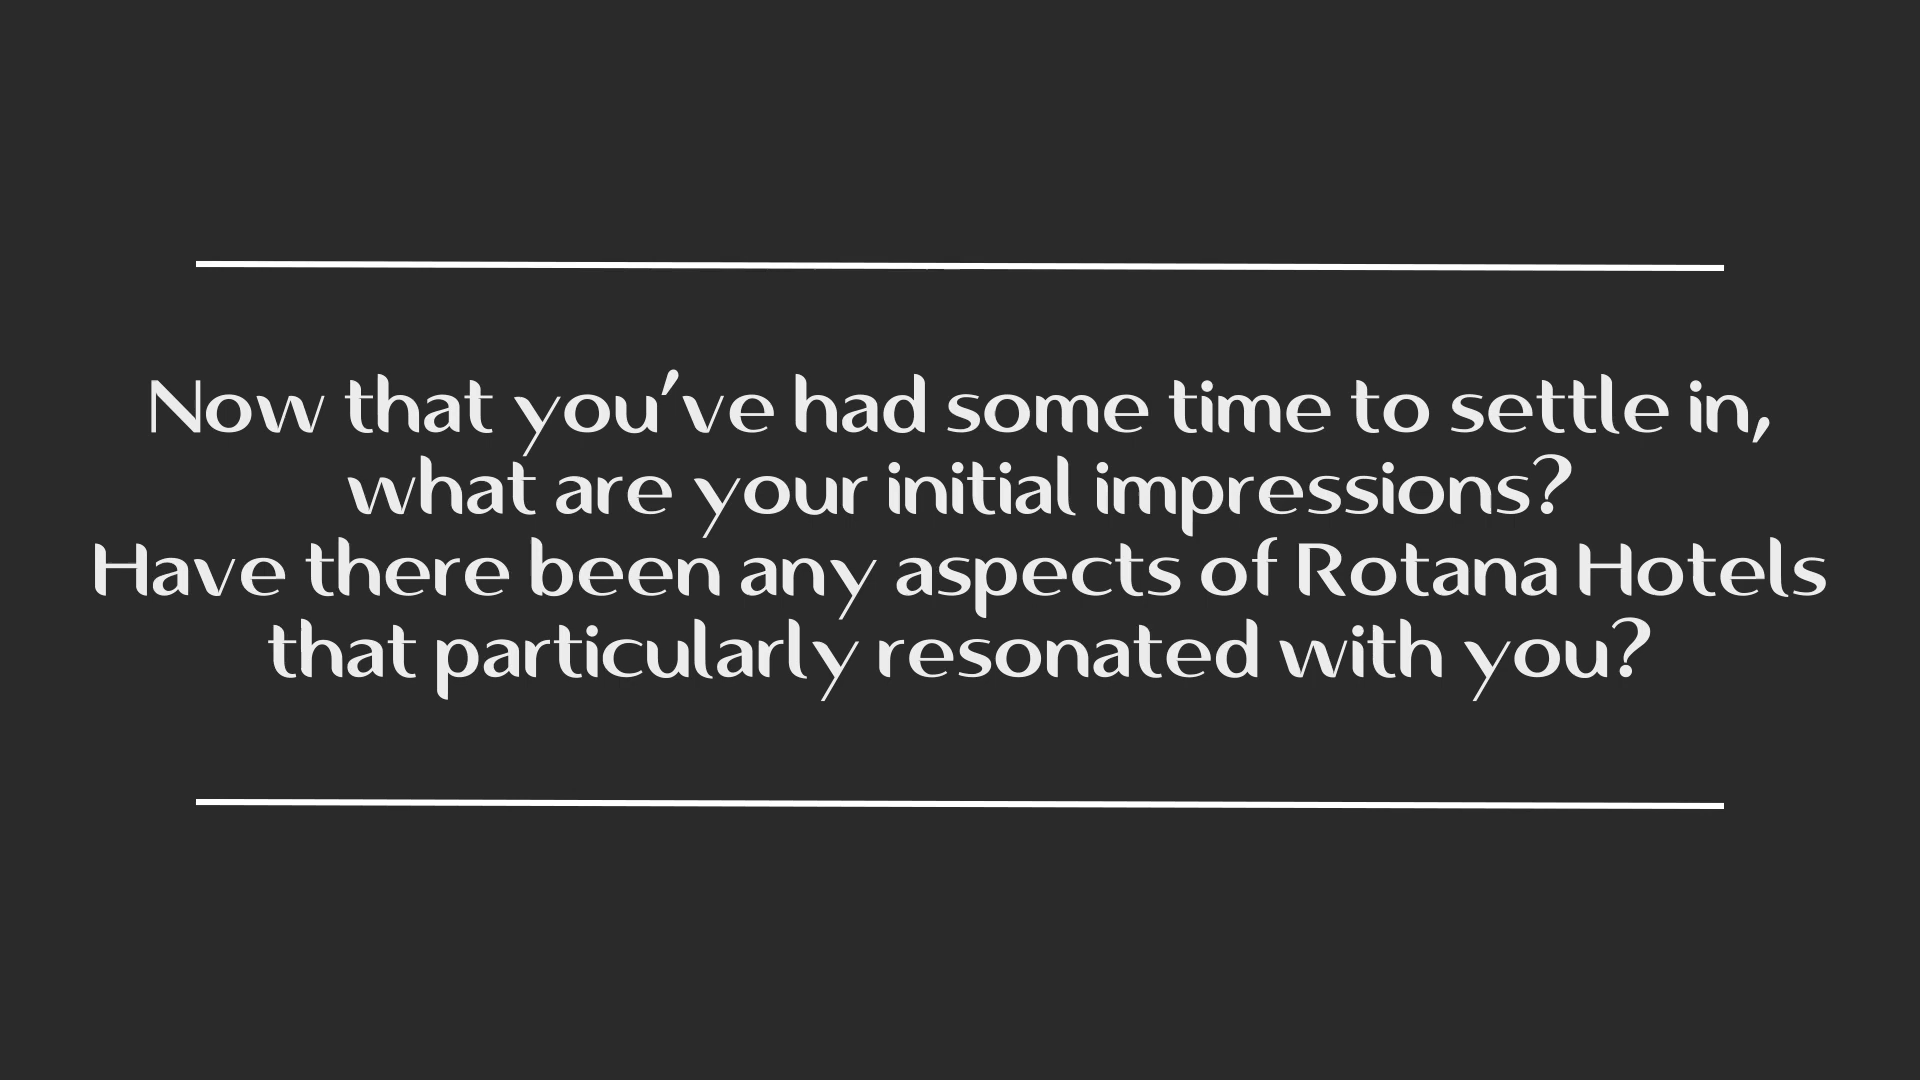 Now that you've had some time to settle in,
what are your initial impressions?
Have there been any aspects of Rotana Hotels
that particularly resonated with you?